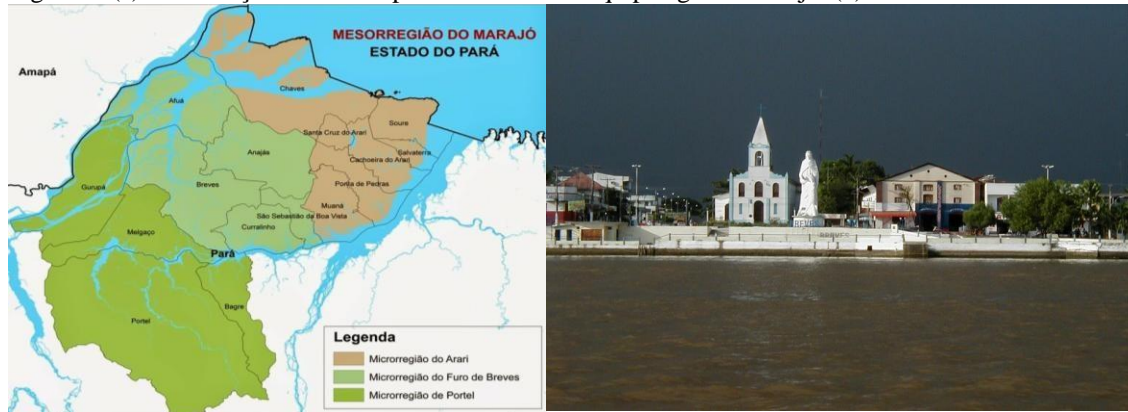 MESORREGIÃO DO MARAJÓ
ESTADO DO PARÁ
Amapá
Chaves
Afuá
Soure
Santa Cruz do Arari
Salvaterra
Anajás
Cachoeira do Arari
Gurupá
Breves
Ponta de Pedras
Muaná
São Sebastião da Boa Vista
Melgaço
Curralinho
Pará
Bagre
Portel
Legenda
Microrregião do Arari
Microrregião do Furo de Breves
Microrregião de Portel
BREVES